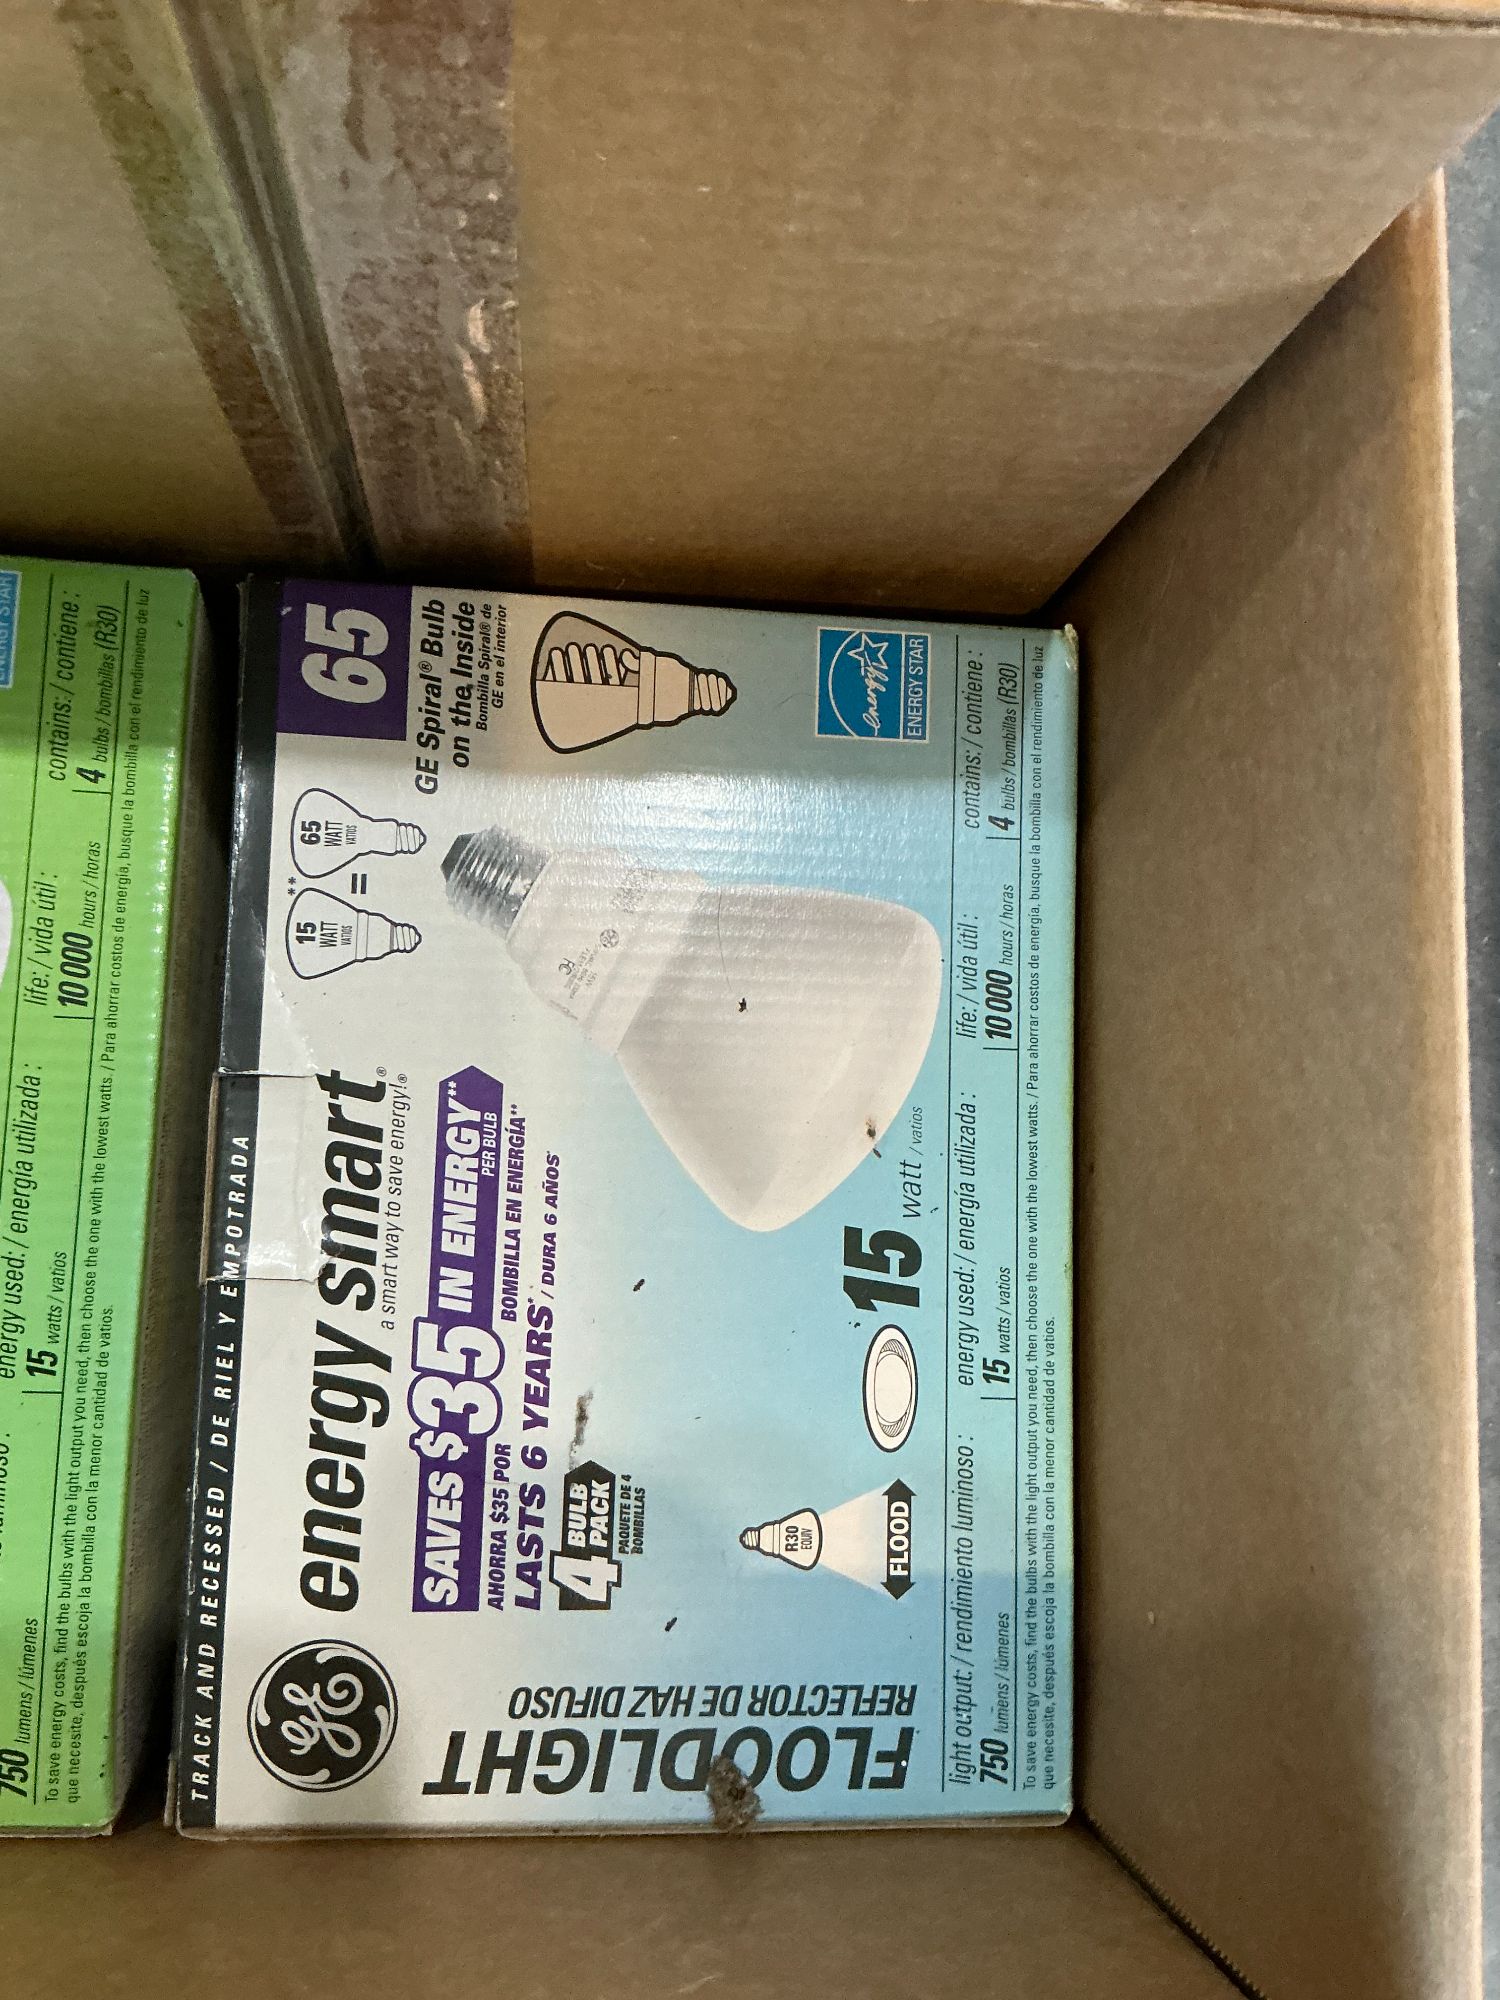 TRACK AND RECESSED / DE RIEL Y EMPOTRADA
GE
energy smart®
a smart way to save energy!®
SAVES $35 IN ENERGY**
PER BULB
AHORRA $35 POR BOMBILLA EN ENERGÍA**
LASTS 6 YEARS* / DURA 6 AÑOS*
4 BULB PACK
PAQUETE DE 4
BOMBILLAS
15
WATT
VATIOS
**
=
65
WATT
VATIOS
65
GE Spiral® Bulb
on the Inside
Bombilla Spiral® de
GE en el interior
FLOODLIGHT
REFLECTOR DE HAZ DIFUSO
R30
EQUIV
FLOOD
15 watt / vatios
15W
FC
energy
ENERGY STAR
light output: / rendimiento luminoso :
750 lumens / lúmenes
energy used: / energía utilizada :
15 watts / vatios
life: / vida útil :
10 000 hours / horas
contains: / contiene :
4 bulbs / bombillas (R30)
To save energy costs, find the bulbs with the light output you need, then choose the one with the lowest watts. / Para ahorrar costos de energía, busque la bombilla con el rendimiento de luz
que necesite, después escoja la bombilla con la menor cantidad de vatios.
ENERGY STAR
750 lumens / lúmenes
energy used: / energía utilizada :
15 watts / vatios
life: / vida útil :
10 000 hours / horas
contains: / contiene :
4 bulbs / bombillas (R30)
To save energy costs, find the bulbs with the light output you need, then choose the one with the lowest watts. / Para ahorrar costos de energía, busque la bombilla con el rendimiento de luz
que necesite, después escoja la bombilla con la menor cantidad de vatios.